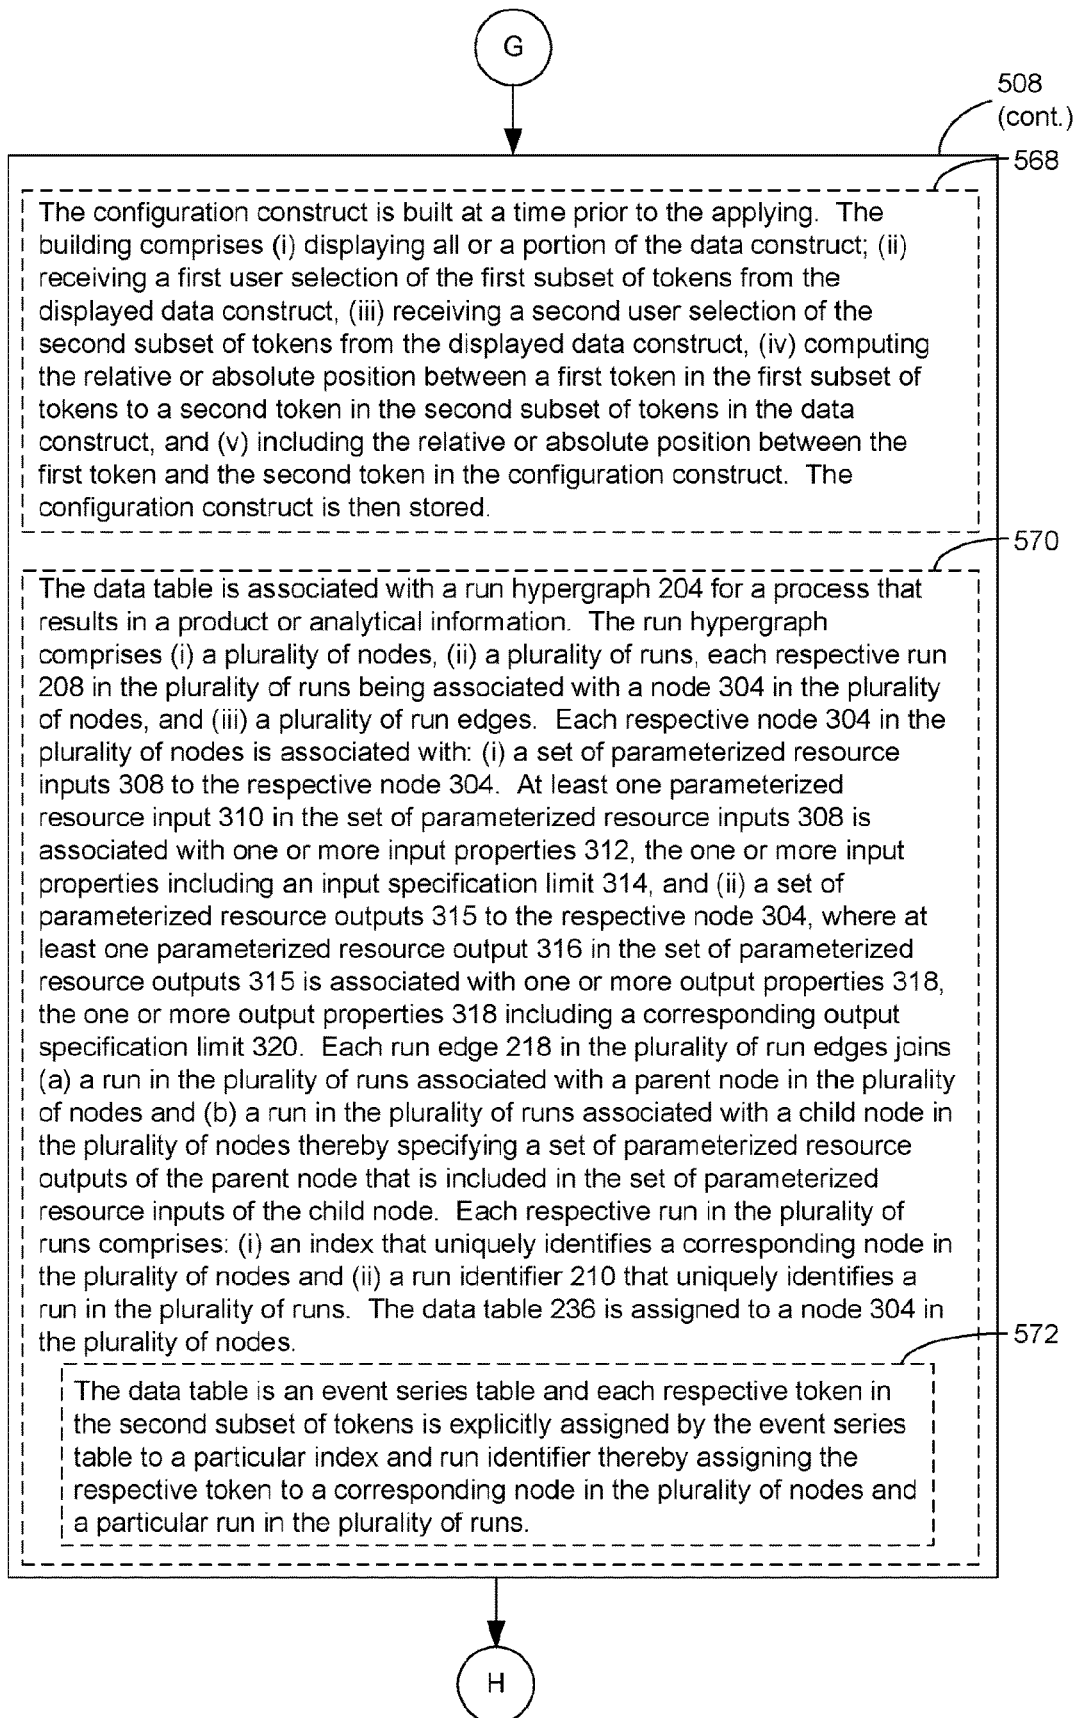 G
508
(cont.)
568
The configuration construct is built at a time prior to the applying. The
building comprises (i) displaying all or a portion of the data construct; (ii)
receiving a first user selection of the first subset of tokens from the
displayed data construct, (iii) receiving a second user selection of the
second subset of tokens from the displayed data construct, (iv) computing
the relative or absolute position between a first token in the first subset of
tokens to a second token in the second subset of tokens in the data
construct, and (v) including the relative or absolute position between the
first token and the second token in the configuration construct. The
configuration construct is then stored.
570
The data table is associated with a run hypergraph 204 for a process that
results in a product or analytical information. The run hypergraph
comprises (i) a plurality of nodes, (ii) a plurality of runs, each respective run
208 in the plurality of runs being associated with a node 304 in the plurality
of nodes, and (iii) a plurality of run edges. Each respective node 304 in the
plurality of nodes is associated with: (i) a set of parameterized resource
inputs 308 to the respective node 304. At least one parameterized
resource input 310 in the set of parameterized resource inputs 308 is
associated with one or more input properties 312, the one or more input
properties including an input specification limit 314, and (ii) a set of
parameterized resource outputs 315 to the respective node 304, where at
least one parameterized resource output 316 in the set of parameterized
resource outputs 315 is associated with one or more output properties 318,
the one or more output properties 318 including a corresponding output
specification limit 320. Each run edge 218 in the plurality of run edges joins
(a) a run in the plurality of runs associated with a parent node in the plurality
of nodes and (b) a run in the plurality of runs associated with a child node in
the plurality of nodes thereby specifying a set of parameterized resource
outputs of the parent node that is included in the set of parameterized
resource inputs of the child node. Each respective run in the plurality of
runs comprises: (i) an index that uniquely identifies a corresponding node in
the plurality of nodes and (ii) a run identifier 210 that uniquely identifies a
run in the plurality of runs. The data table 236 is assigned to a node 304 in
the plurality of nodes.
572
The data table is an event series table and each respective token in
the second subset of tokens is explicitly assigned by the event series
table to a particular index and run identifier thereby assigning the
respective token to a corresponding node in the plurality of nodes and
a particular run in the plurality of runs.
H